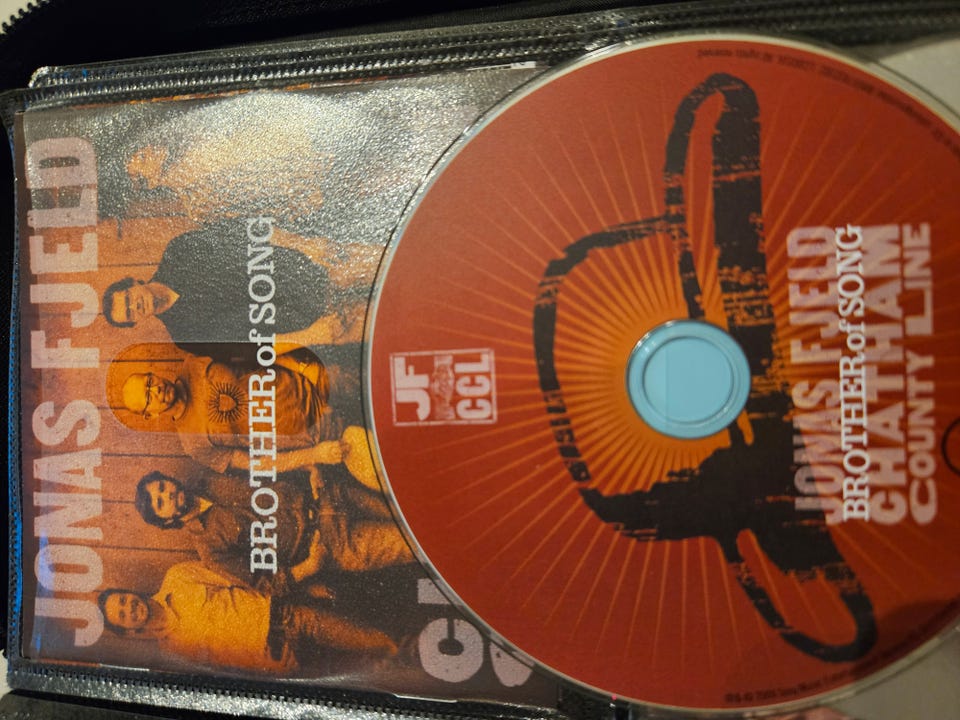 JONAS FJELD
BROTHER of SONG
C
JF
CCL
JONAS FJELD
BROTHER of SONG
CHATHAM
COUNTY LINE